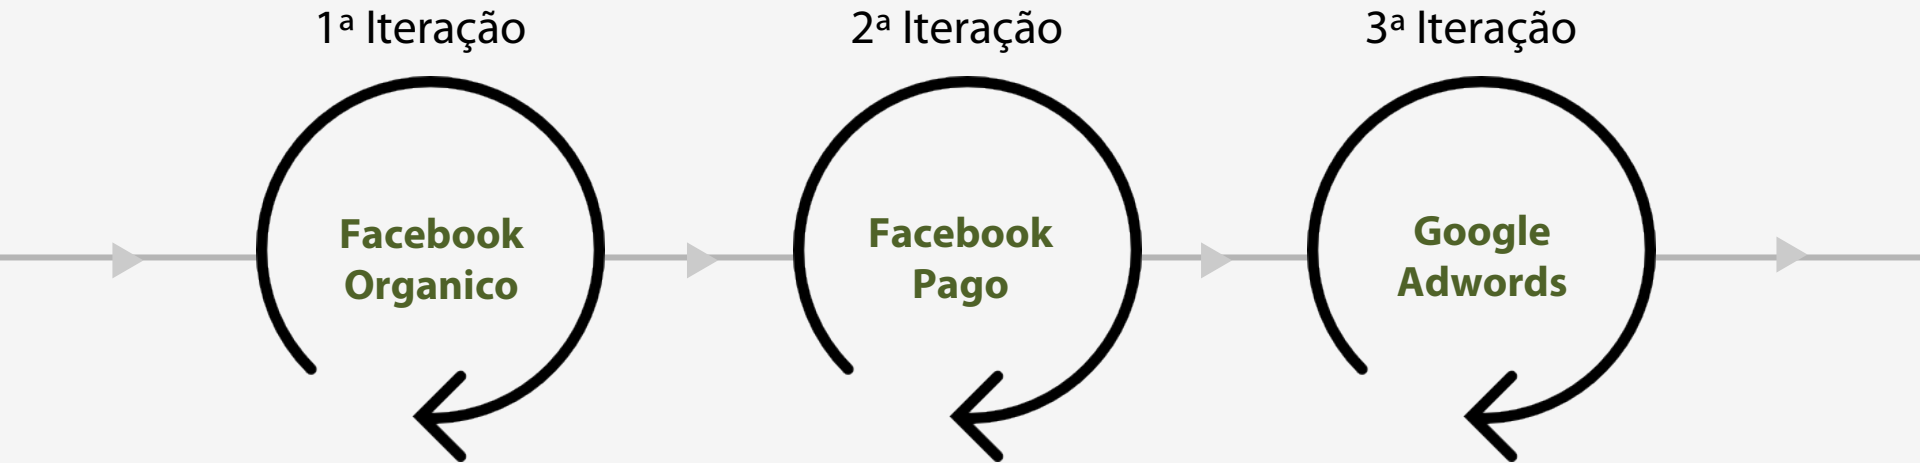 1ª Iteração
2ª Iteração
3ª Iteração
Facebook
Organico
Facebook
Pago
Google
Adwords